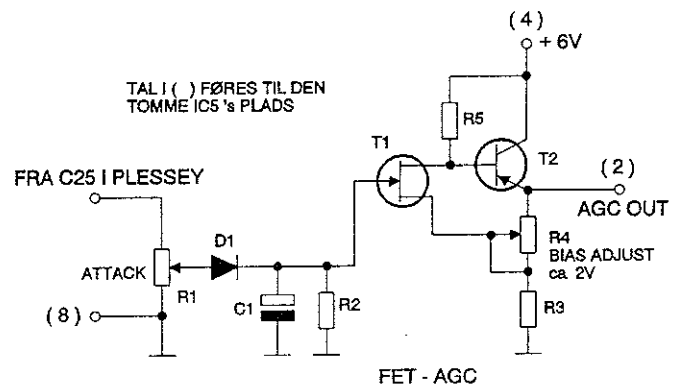 (4)
+ 6V
TAL I ( ) FØRES TIL DEN
TOMME IC5 's PLADS
R5
T1
T2
(2)
FRA C25 I PLESSEY
AGC OUT
D1
R4
BIAS ADJUST
ca 2V
ATTACK
R1
C1
R2
R3
(8)
FET - AGC